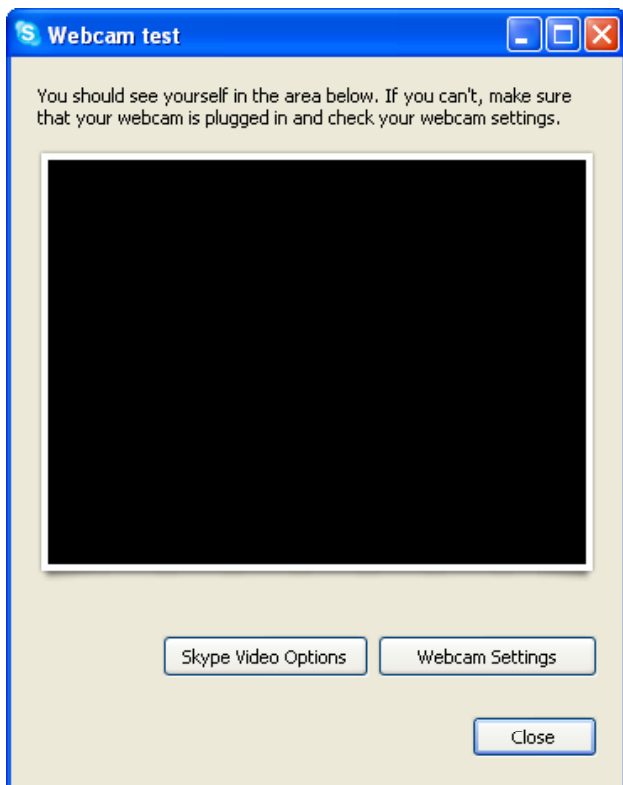 Webcam test
You should see yourself in the area below. If you can't, make sure
that your webcam is plugged in and check your webcam settings.
Skype Video Options
Webcam Settings
Close